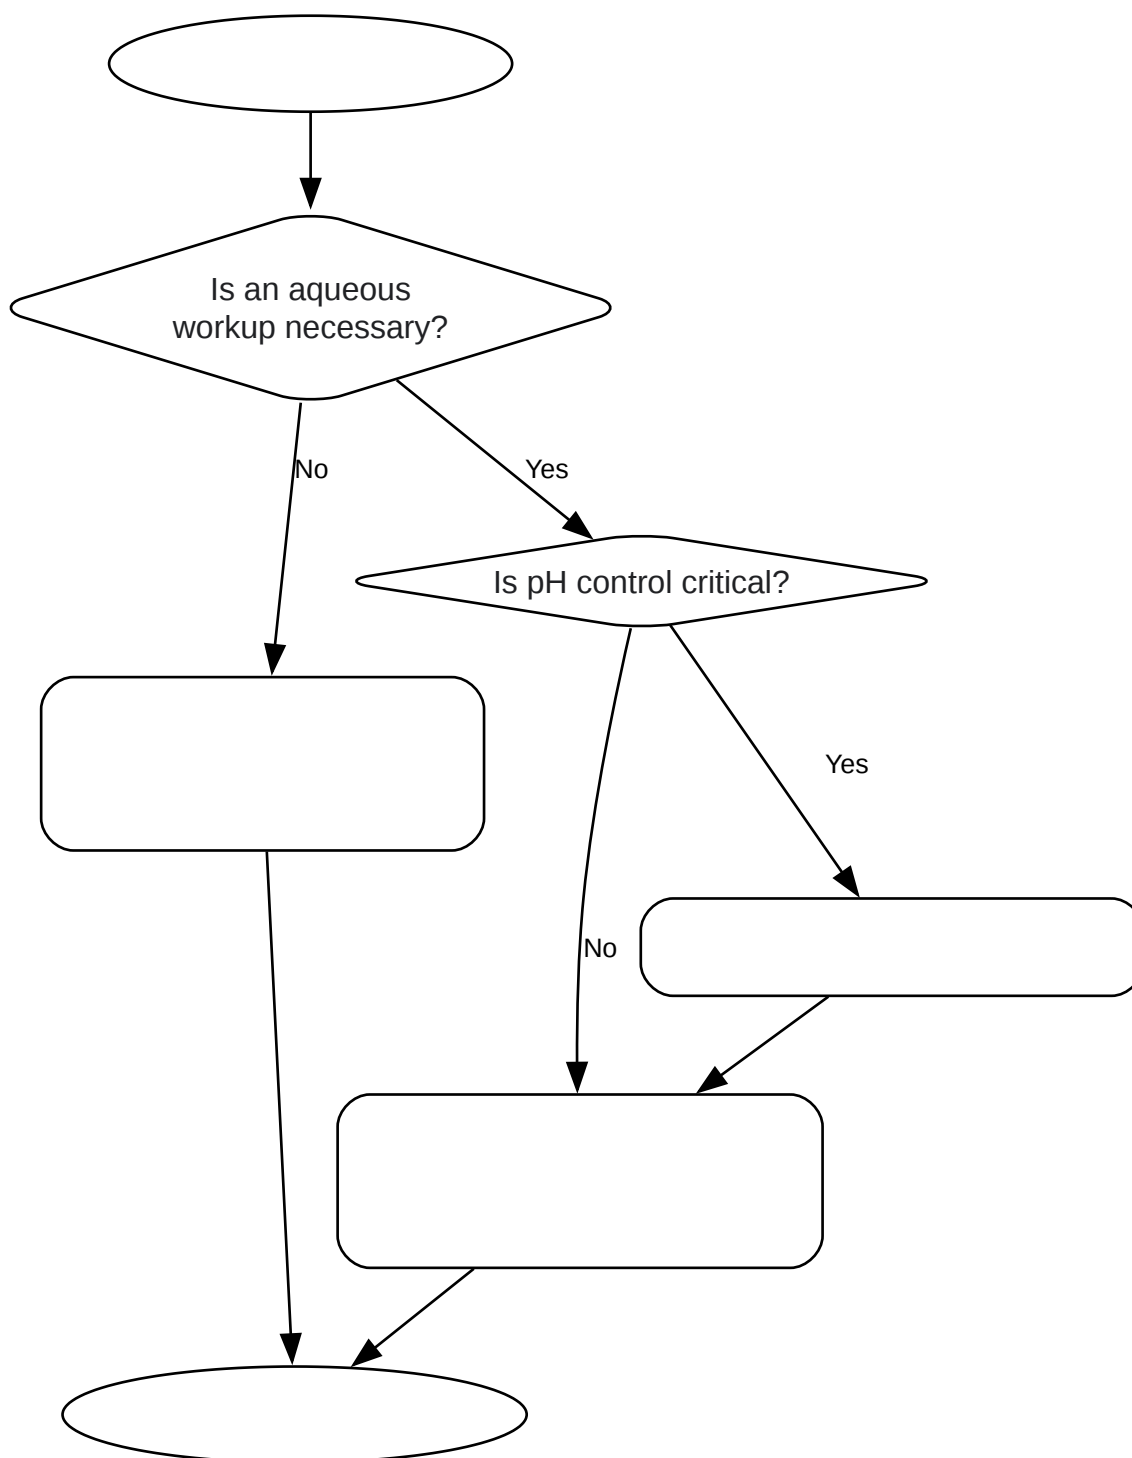 Is an aqueous
workup necessary?
No
Yes
Is pH control critical?
Yes
No